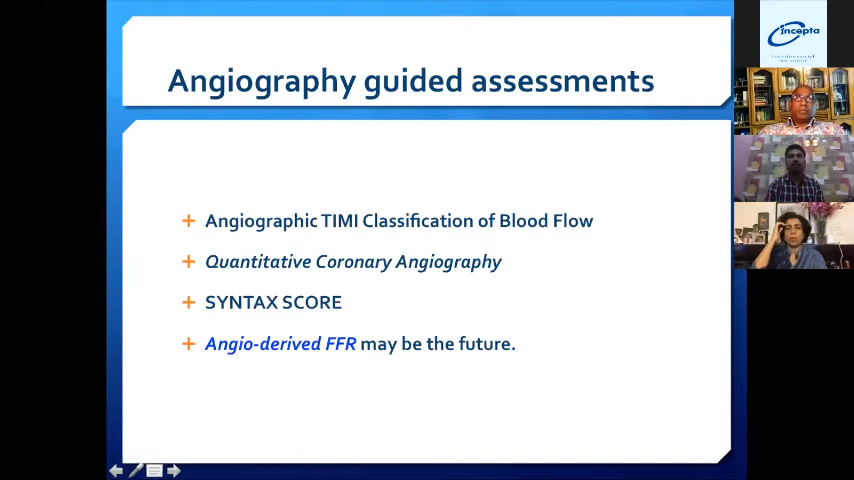 Angiography guided assessments
incepta
Angiographic TIMI Classification of Blood Flow
Quantitative Coronary Angiography
SYNTAX SCORE
Angio-derived FFR may be the future.